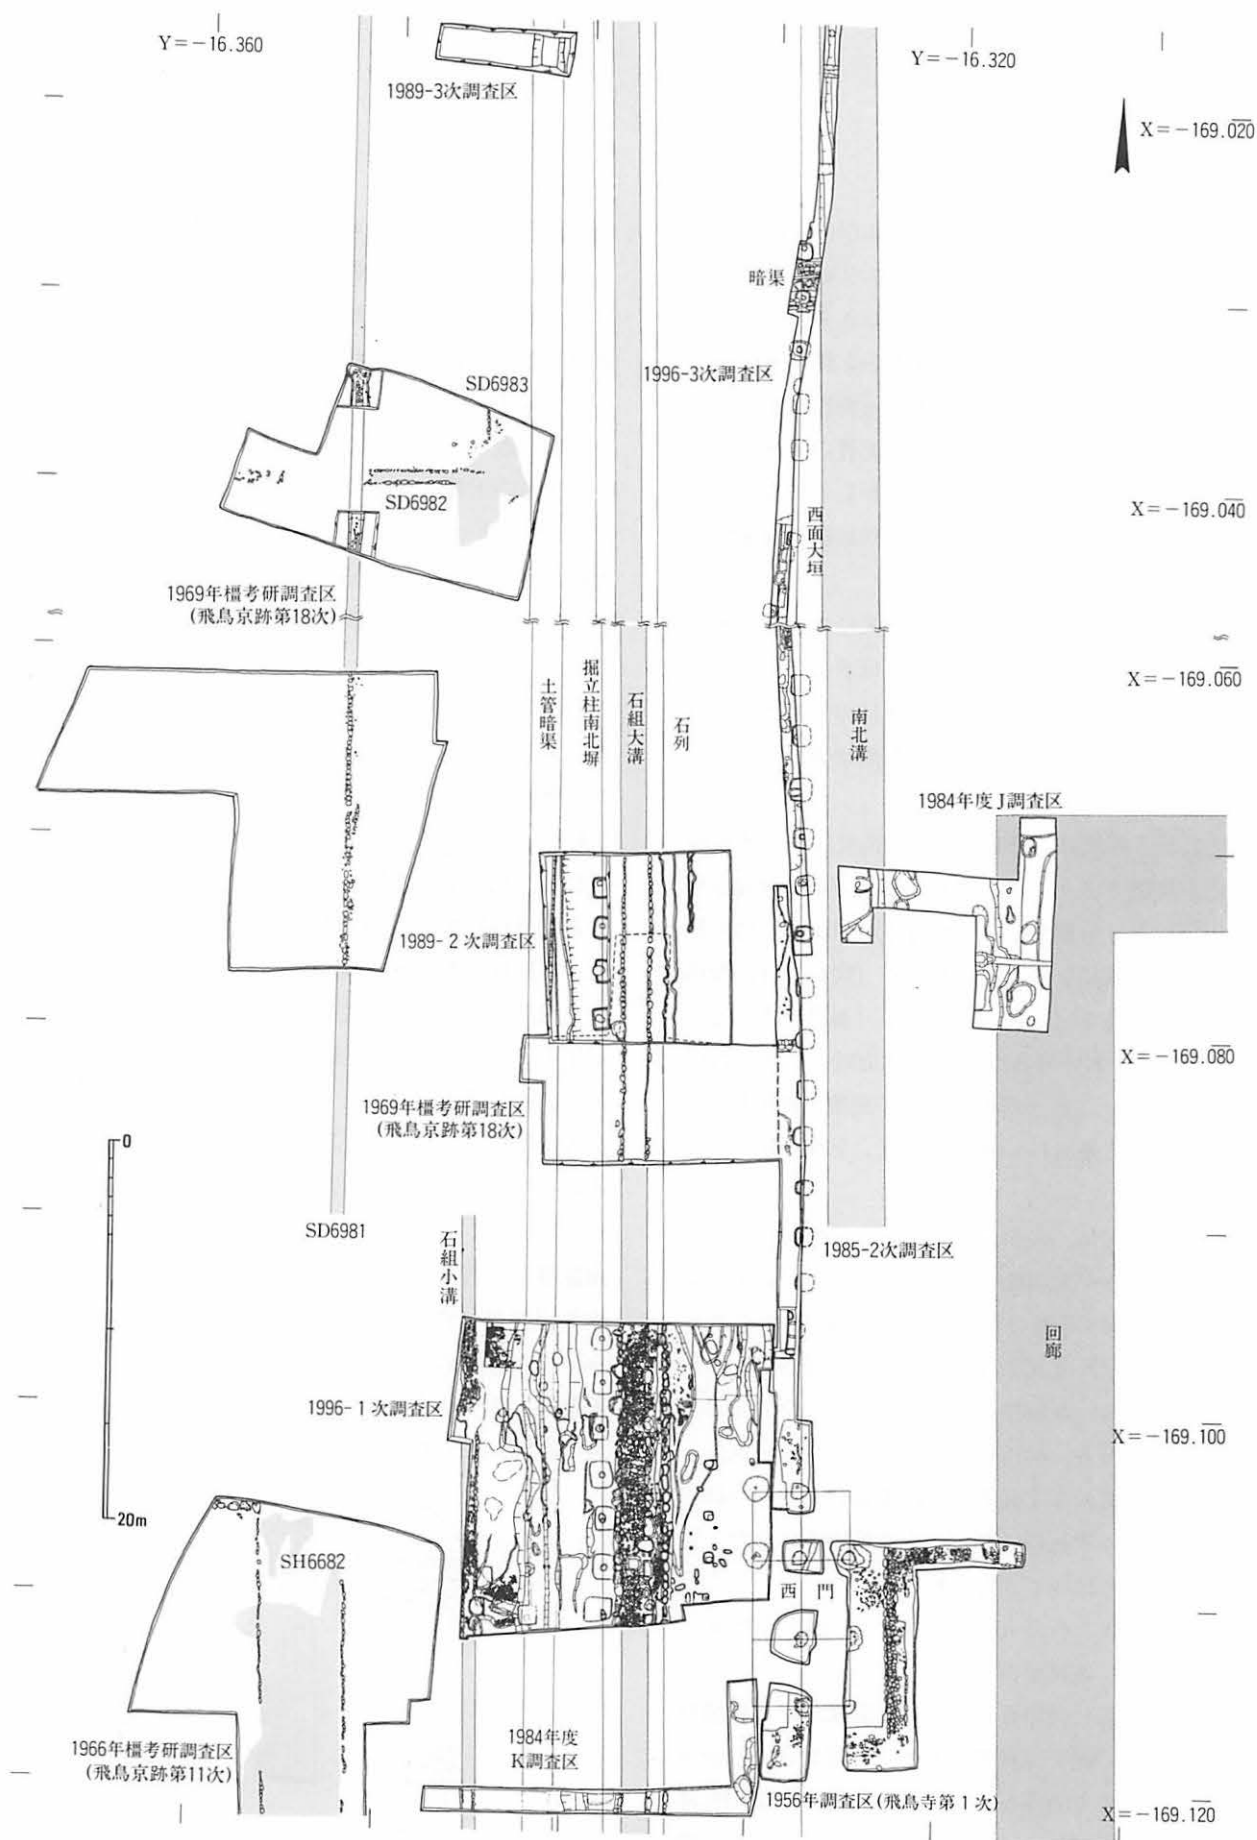 Y＝－16.360
Y＝－16.320
1989-3次調査区
X＝－169.020
暗渠
1996-3次調査区
SD6983
SD6982
西面大垣
X＝－169.040
1969年橿考研調査区
(飛鳥京跡第18次)
X＝－169.060
土管暗渠
掘立柱南北塀
石組大溝
石列
南北溝
1984年度J調査区
1989-2次調査区
X＝－169.080
1969年橿考研調査区
(飛鳥京跡第18次)
0
20m
SD6981
石組小溝
1985-2次調査区
回廊
1996-1次調査区
X＝－169.100
SH6682
西門
1966年橿考研調査区
(飛鳥京跡第11次)
1984年度
K調査区
1956年調査区(飛鳥寺第1次)
X＝－169.120